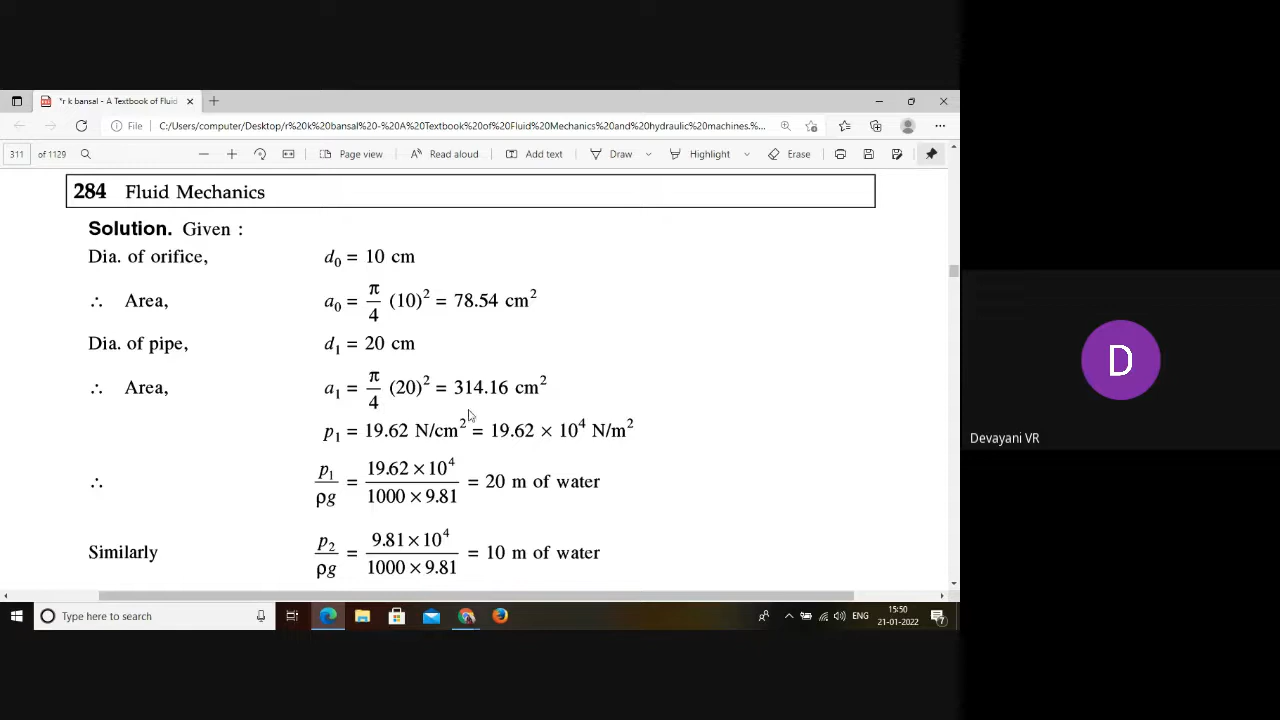 *r k bansal - A Textbook of Fluid
File C:/Users/computer/Desktop/r%20k%20bansal%20-%20A%20Textbook%20of%20Fluid%20Mechanics%20and%20hydraulic%20machines.%...
311 of 1129 Page view Read aloud Add text Draw Highlight Erase
284 Fluid Mechanics
Solution. Given :
Dia. of orifice, d₀ = 10 cm
∴ Area, a₀ = π/4 (10)² = 78.54 cm²
Dia. of pipe, d₁ = 20 cm
∴ Area, a₁ = π/4 (20)² = 314.16 cm²
p₁ = 19.62 N/cm² = 19.62 × 10⁴ N/m²
∴ p₁/ρg = 19.62 × 10⁴/1000 × 9.81 = 20 m of water
Similarly p₂/ρg = 9.81 × 10⁴/1000 × 9.81 = 10 m of water
D
Devayani VR
Type here to search
ENG
15:50
21-01-2022
7